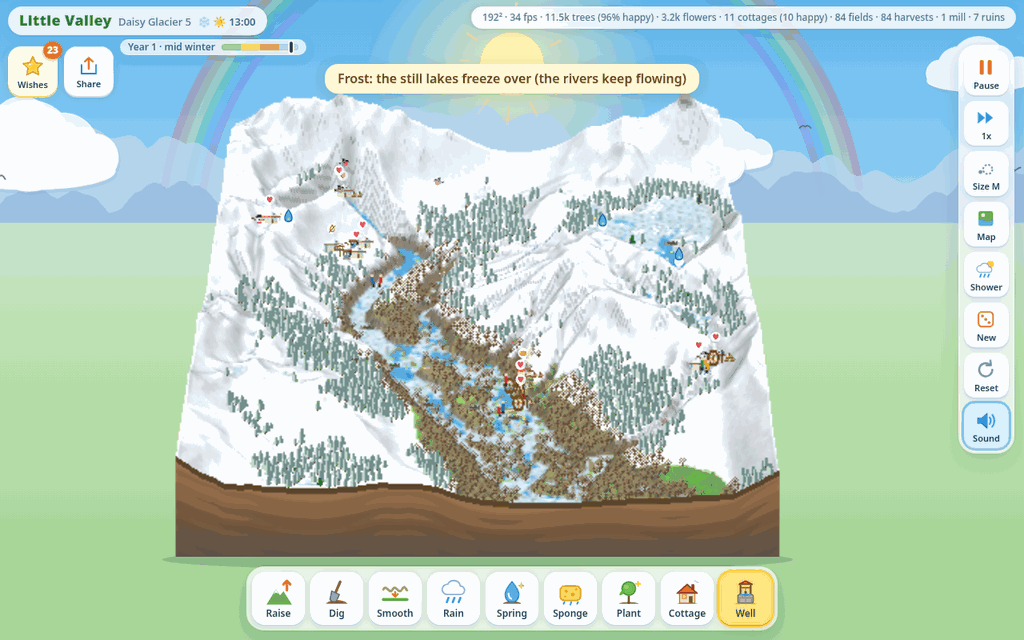 Little Valley Daisy Glacier 5 13:00
192² · 34 fps · 11.5k trees (96% happy) · 3.2k flowers · 11 cottages (10 happy) · 84 fields · 84 harvests · 1 mill · 7 ruins
Year 1 · mid winter
23
Wishes
Share
Frost: the still lakes freeze over (the rivers keep flowing)
Pause
1x
Size M
Map
Shower
New
Reset
Sound
Raise
Dig
Smooth
Rain
Spring
Sponge
Plant
Cottage
Well